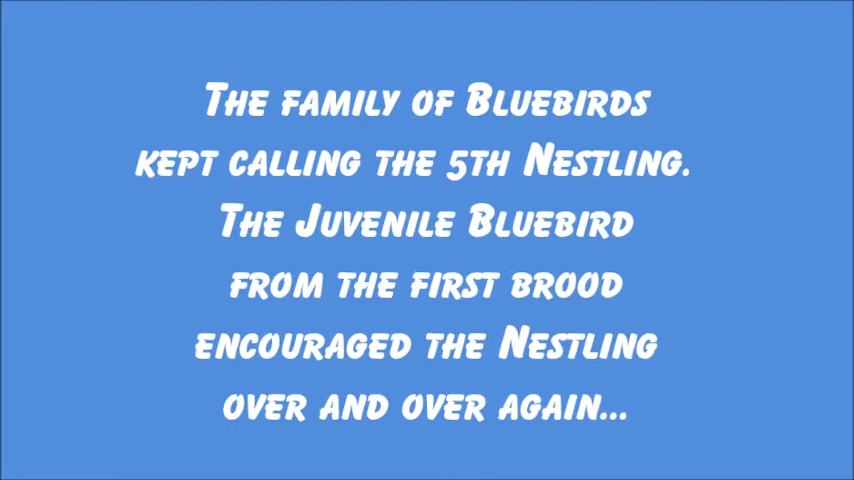 The family of Bluebirds
kept calling the 5th Nestling.
The Juvenile Bluebird
from the first brood
encouraged the Nestling
over and over again...